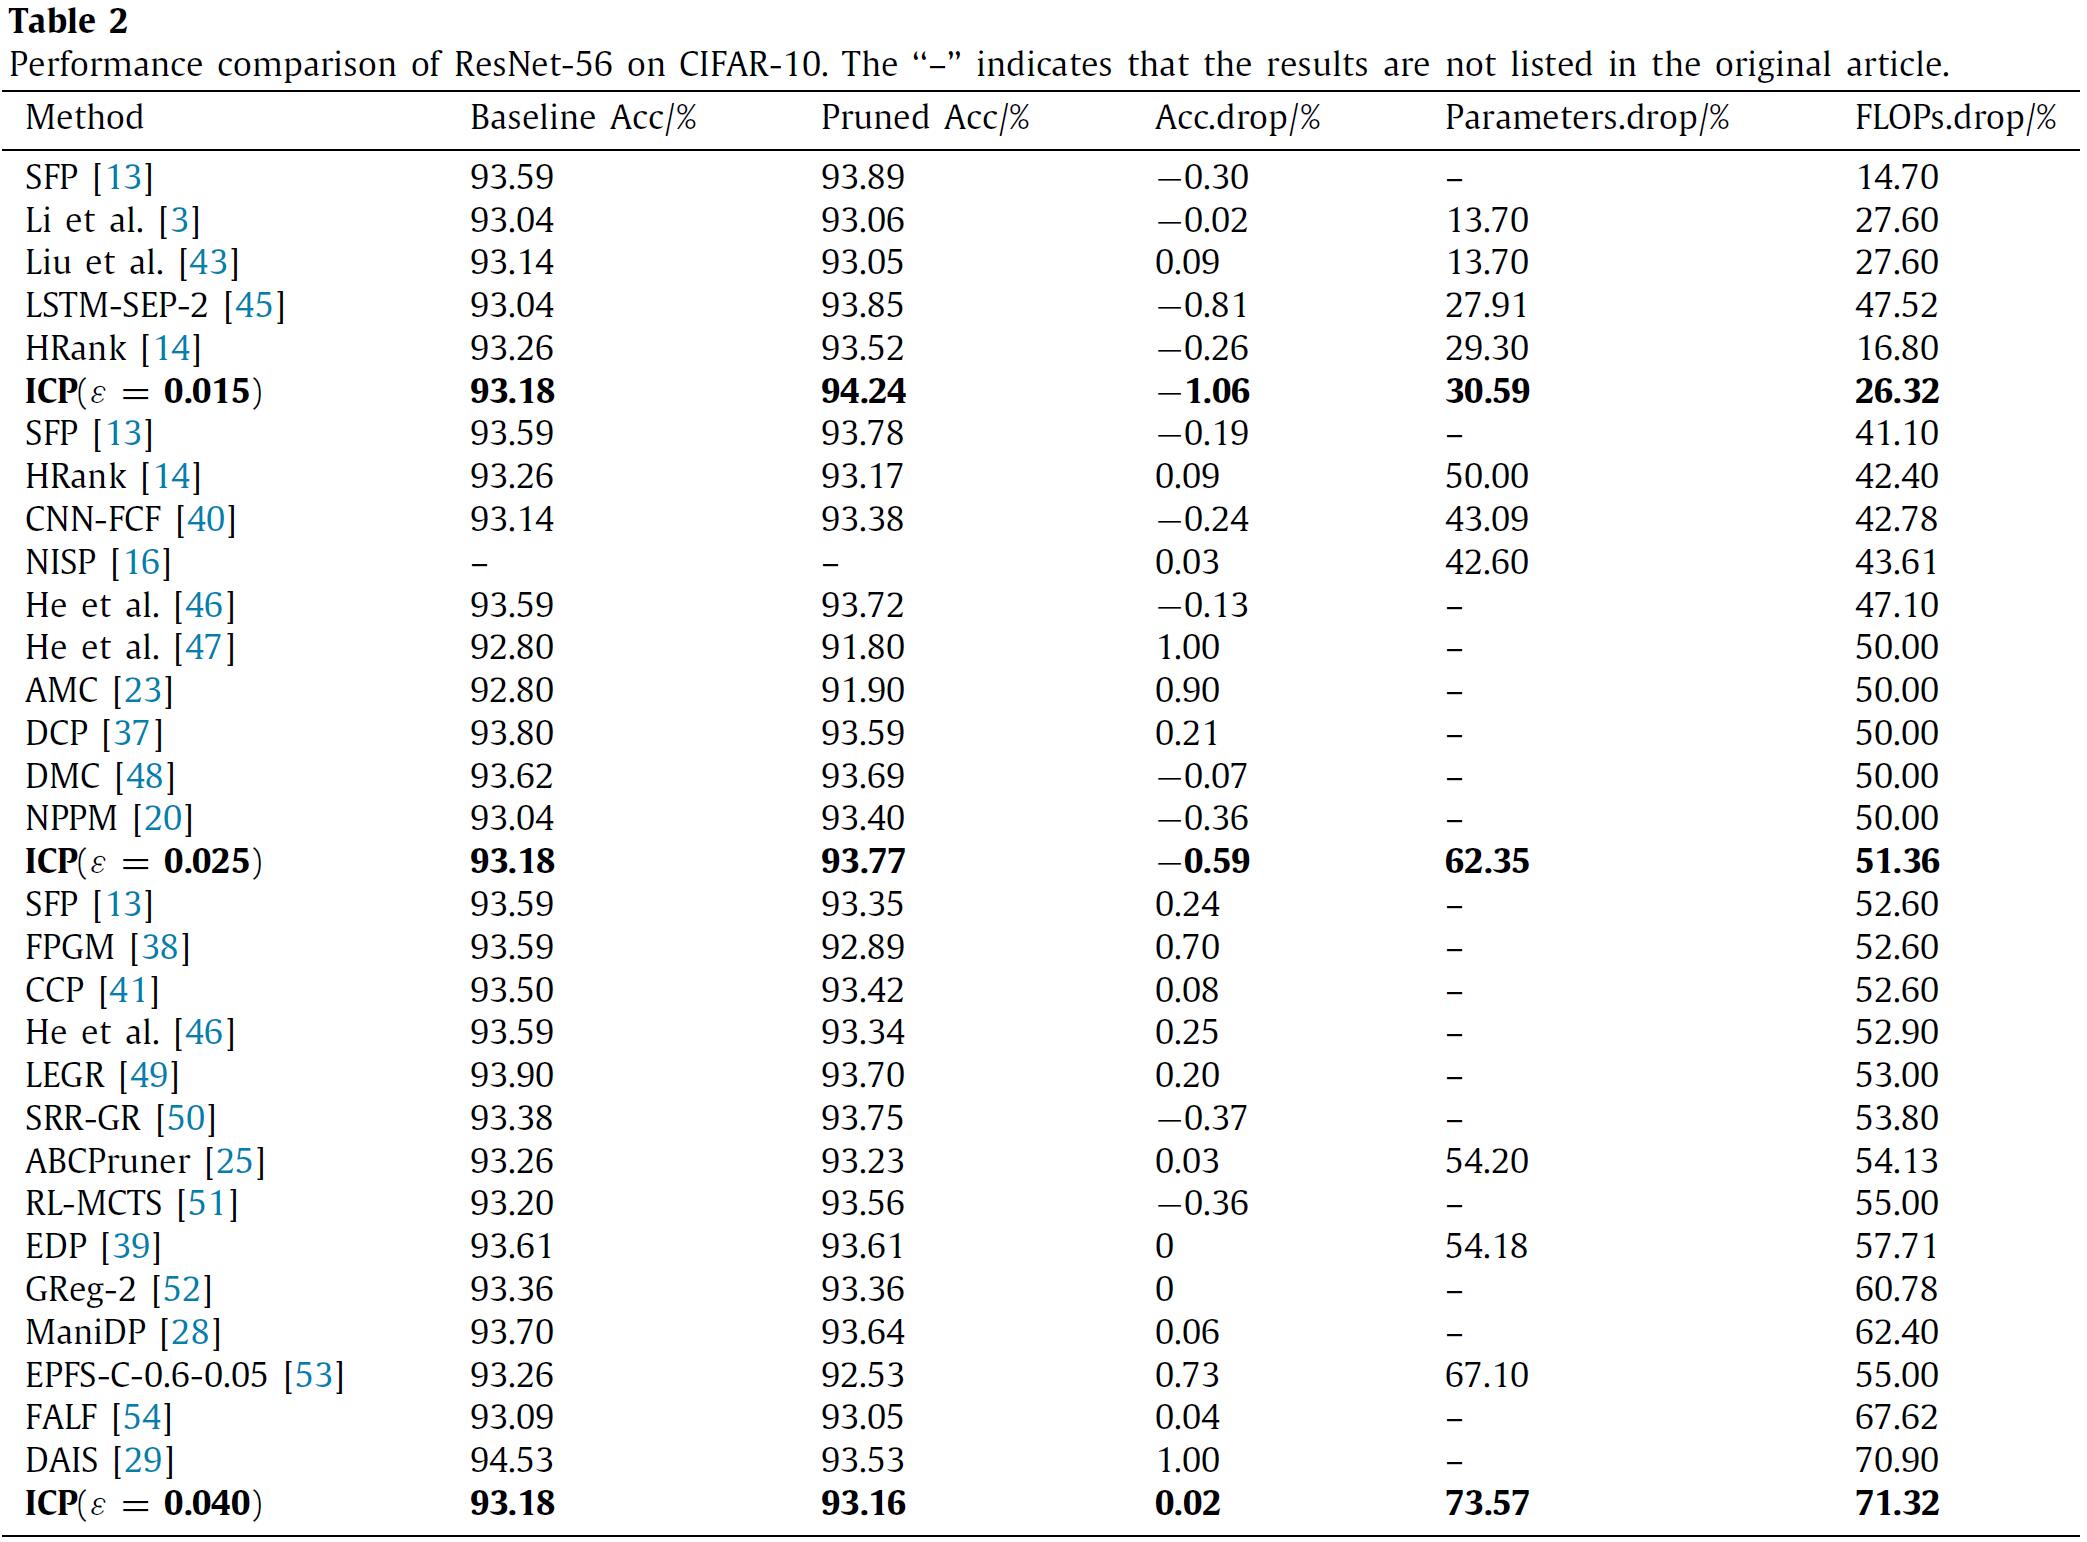 Table 2
Performance comparison of ResNet-56 on CIFAR-10. The “–” indicates that the results are not listed in the original article.
Method Baseline Acc/% Pruned Acc/% Acc.drop/% Parameters.drop/% FLOPs.drop/%
SFP [13] 93.59 93.89 −0.30 – 14.70
Li et al. [3] 93.04 93.06 −0.02 13.70 27.60
Liu et al. [43] 93.14 93.05 0.09 13.70 27.60
LSTM-SEP-2 [45] 93.04 93.85 −0.81 27.91 47.52
HRank [14] 93.26 93.52 −0.26 29.30 16.80
ICP(ε = 0.015) 93.18 94.24 −1.06 30.59 26.32
SFP [13] 93.59 93.78 −0.19 – 41.10
HRank [14] 93.26 93.17 0.09 50.00 42.40
CNN-FCF [40] 93.14 93.38 −0.24 43.09 42.78
NISP [16] – – 0.03 42.60 43.61
He et al. [46] 93.59 93.72 −0.13 – 47.10
He et al. [47] 92.80 91.80 1.00 – 50.00
AMC [23] 92.80 91.90 0.90 – 50.00
DCP [37] 93.80 93.59 0.21 – 50.00
DMC [48] 93.62 93.69 −0.07 – 50.00
NPPM [20] 93.04 93.40 −0.36 – 50.00
ICP(ε = 0.025) 93.18 93.77 −0.59 62.35 51.36
SFP [13] 93.59 93.35 0.24 – 52.60
FPGM [38] 93.59 92.89 0.70 – 52.60
CCP [41] 93.50 93.42 0.08 – 52.60
He et al. [46] 93.59 93.34 0.25 – 52.90
LEGR [49] 93.90 93.70 0.20 – 53.00
SRR-GR [50] 93.38 93.75 −0.37 – 53.80
ABCPruner [25] 93.26 93.23 0.03 54.20 54.13
RL-MCTS [51] 93.20 93.56 −0.36 – 55.00
EDP [39] 93.61 93.61 0 54.18 57.71
GReg-2 [52] 93.36 93.36 0 – 60.78
ManiDP [28] 93.70 93.64 0.06 – 62.40
EPFS-C-0.6-0.05 [53] 93.26 92.53 0.73 67.10 55.00
FALF [54] 93.09 93.05 0.04 – 67.62
DAIS [29] 94.53 93.53 1.00 – 70.90
ICP(ε = 0.040) 93.18 93.16 0.02 73.57 71.32